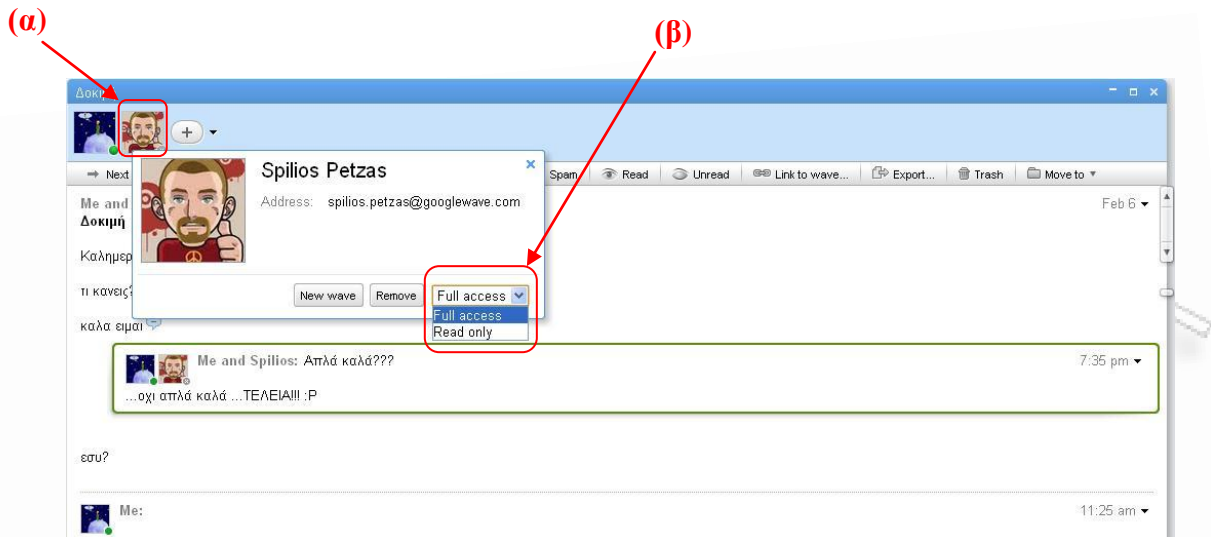 (α)
(β)
Δοκι
Spilios Petzas
Address: spilios.petzas@googlewave.com
New wave Remove Full access
Full access
Read only
Next Spam Read Unread Link to wave... Export... Trash Move to
Me and Feb 6
Δοκιμή
Καλημερ
τι κανεις?
καλα ειμαι
Me and Spilios: Απλά καλά??? 7:35 pm
...οχι απλά καλά ...ΤΕΛΕΙΑ!!! :P
εσυ?
Me: 11:25 am